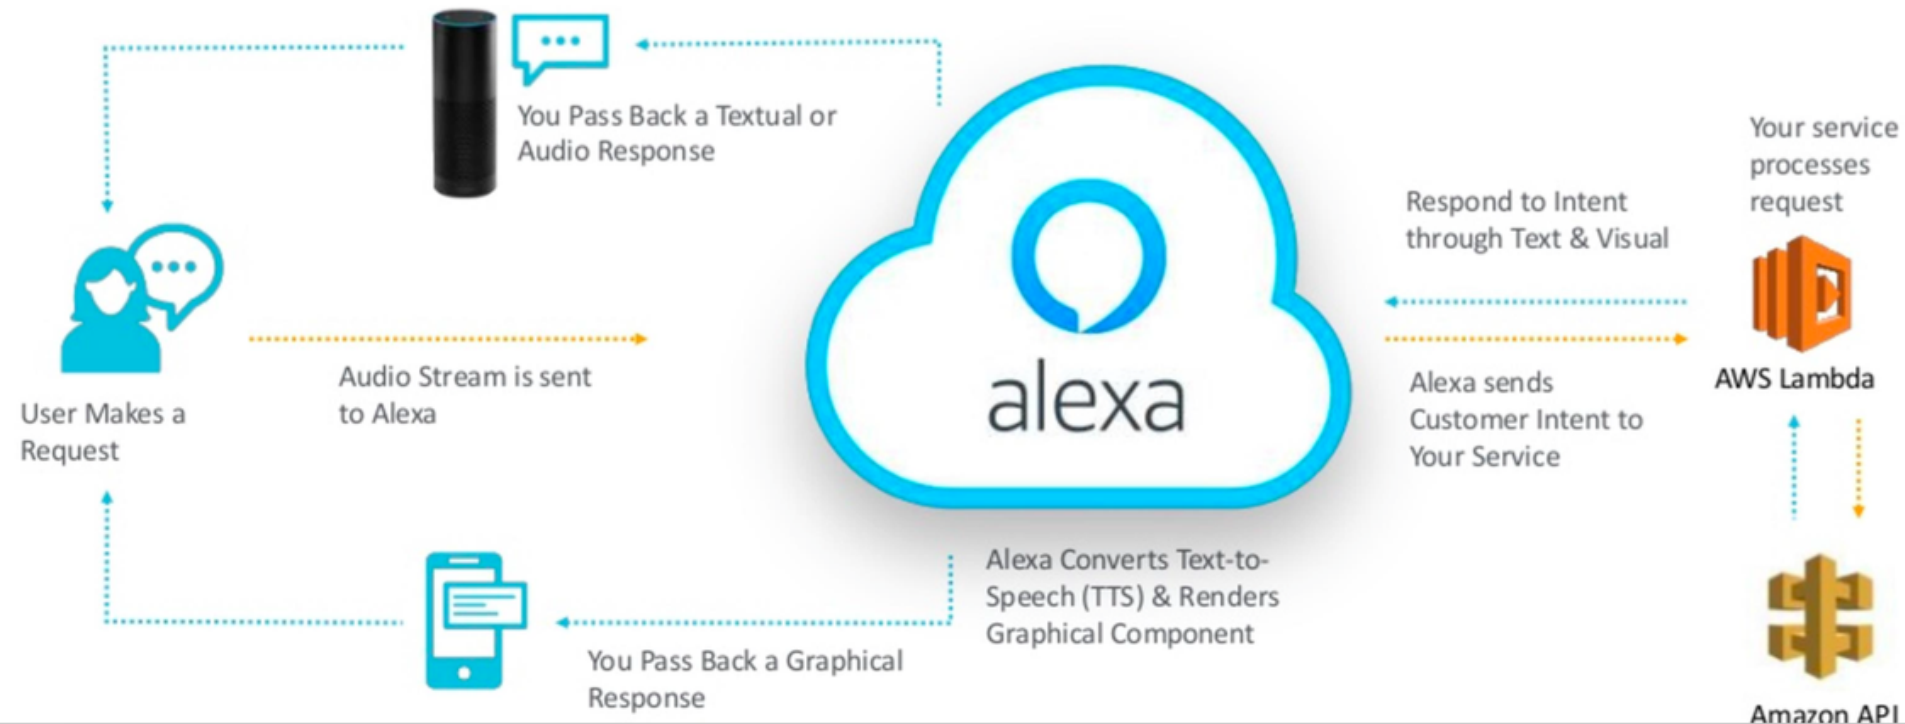 You Pass Back a Textual or
Audio Response
User Makes a
Request
Audio Stream is sent
to Alexa
alexa
Respond to Intent
through Text & Visual
Your service
processes
request
AWS Lambda
Alexa sends
Customer Intent to
Your Service
Alexa Converts Text-to-
Speech (TTS) & Renders
Graphical Component
You Pass Back a Graphical
Response
Amazon API